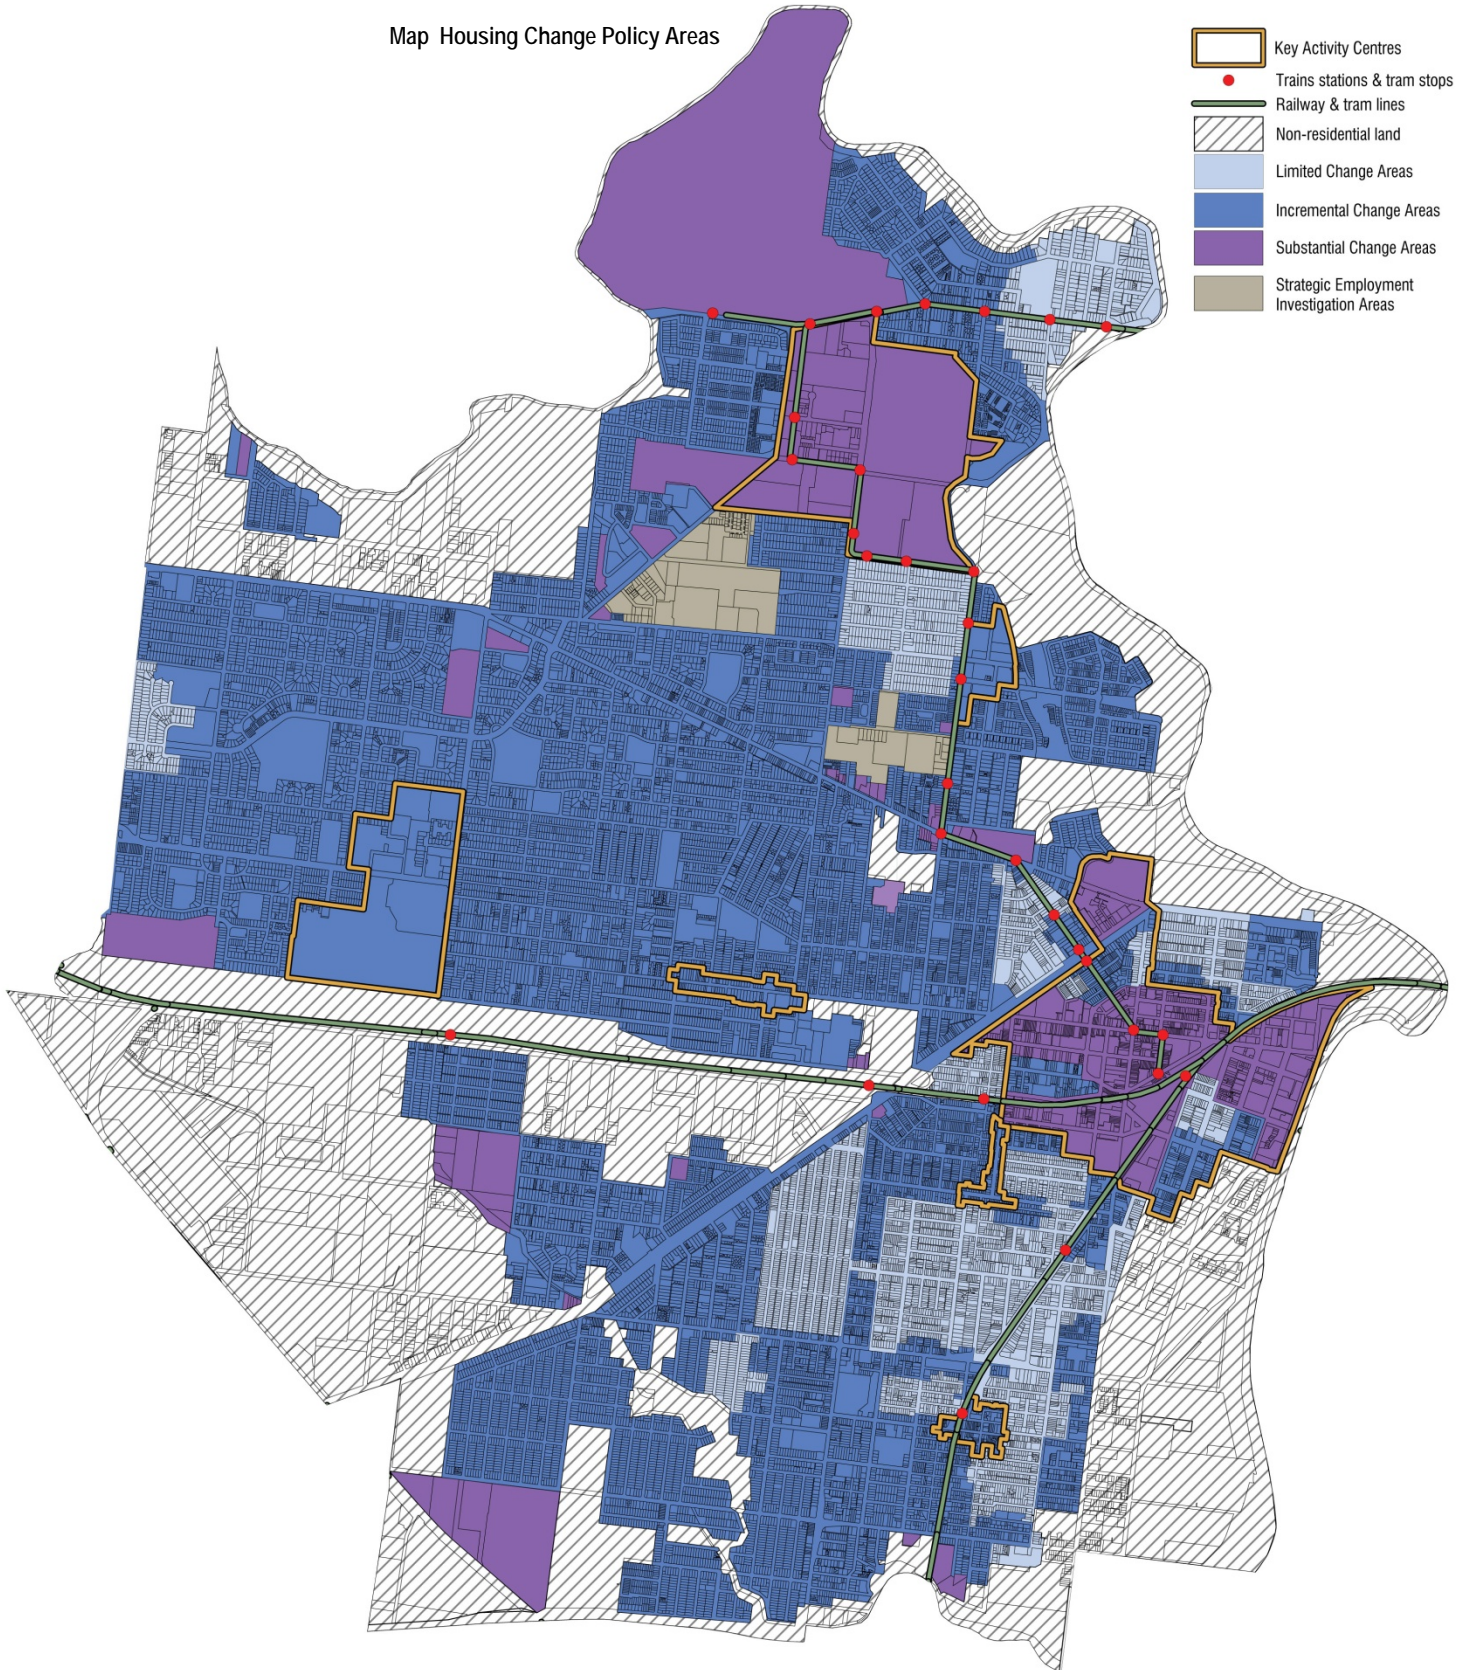 Map Housing Change Policy Areas
Key Activity Centres
Trains stations & tram stops
Railway & tram lines
Non-residential land
Limited Change Areas
Incremental Change Areas
Substantial Change Areas
Strategic Employment
Investigation Areas